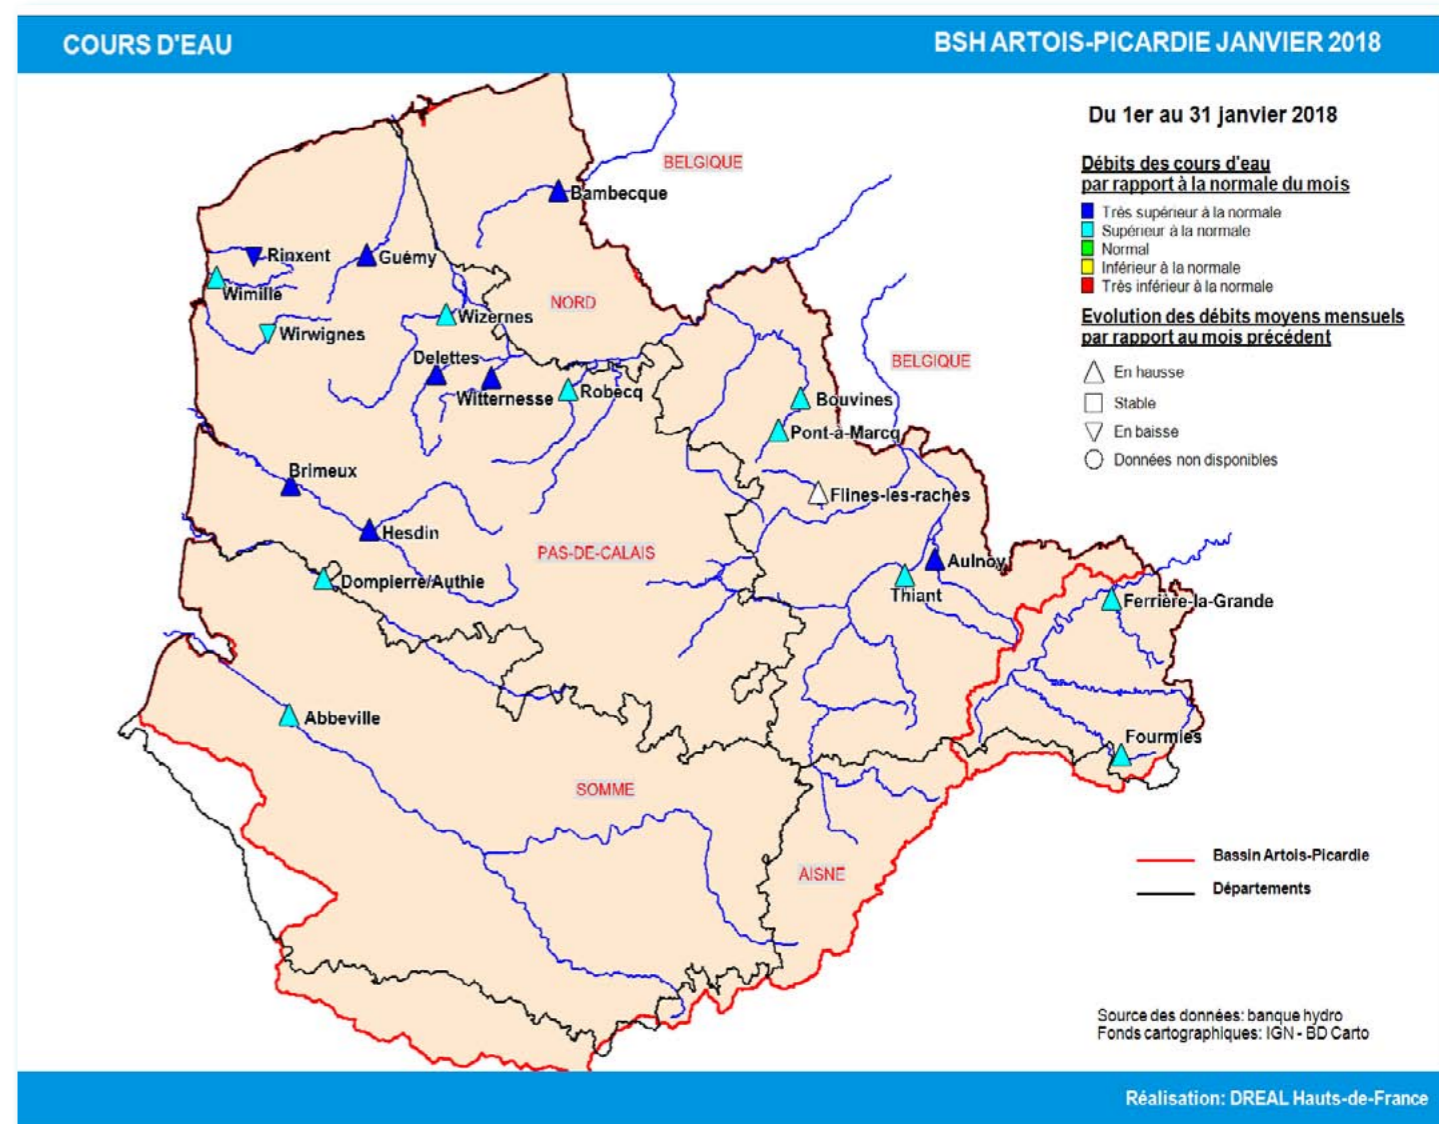 COURS D'EAU
BSH ARTOIS-PICARDIE JANVIER 2018
Du 1er au 31 janvier 2018
Débits des cours d'eau
par rapport à la normale du mois
Très supérieur à la normale
Supérieur à la normale
Normal
Inférieur à la normale
Très inférieur à la normale
Evolution des débits moyens mensuels
par rapport au mois précédent
En hausse
Stable
En baisse
Données non disponibles
BELGIQUE
Bambecque
Rinxent
Guémy
Wimille
NORD
Wizernes
Wirwignes
Delettes
BELGIQUE
Witternesse
Robecq
Bouvines
Pont-à-Marcq
Brimeux
Flines-les-raches
Hesdin
PAS-DE-CALAIS
Aulnoy
Dompierre/Authie
Thiant
Ferrière-la-Grande
Abbeville
Fourmies
SOMME
AISNE
Bassin Artois-Picardie
Départements
Source des données: banque hydro
Fonds cartographiques: IGN - BD Carto
Réalisation: DREAL Hauts-de-France